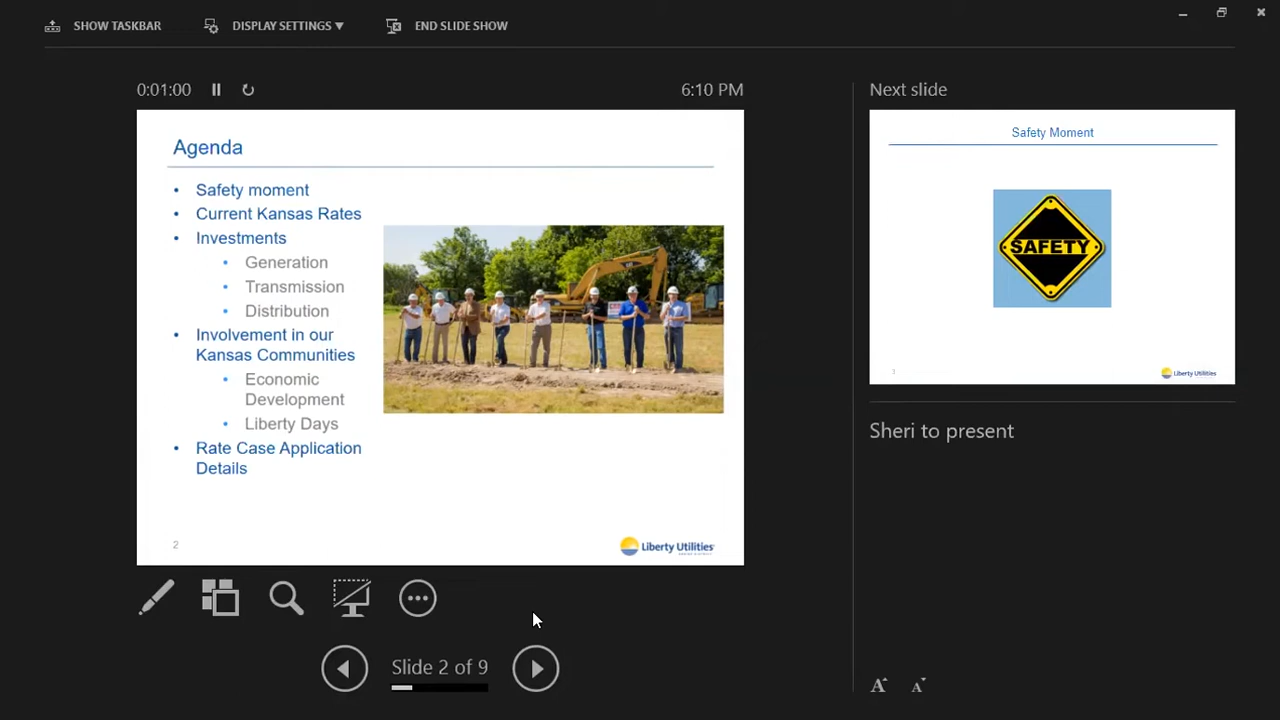 SHOW TASKBAR
DISPLAY SETTINGS ▼
END SLIDE SHOW
0:01:00
6:10 PM
Agenda
• Safety moment
• Current Kansas Rates
• Investments
• Generation
• Transmission
• Distribution
• Involvement in our
Kansas Communities
• Economic
Development
• Liberty Days
• Rate Case Application
Details
2
Liberty Utilities
Slide 2 of 9
Next slide
Safety Moment
SAFETY
3
Liberty Utilities
Sheri to present
A
A